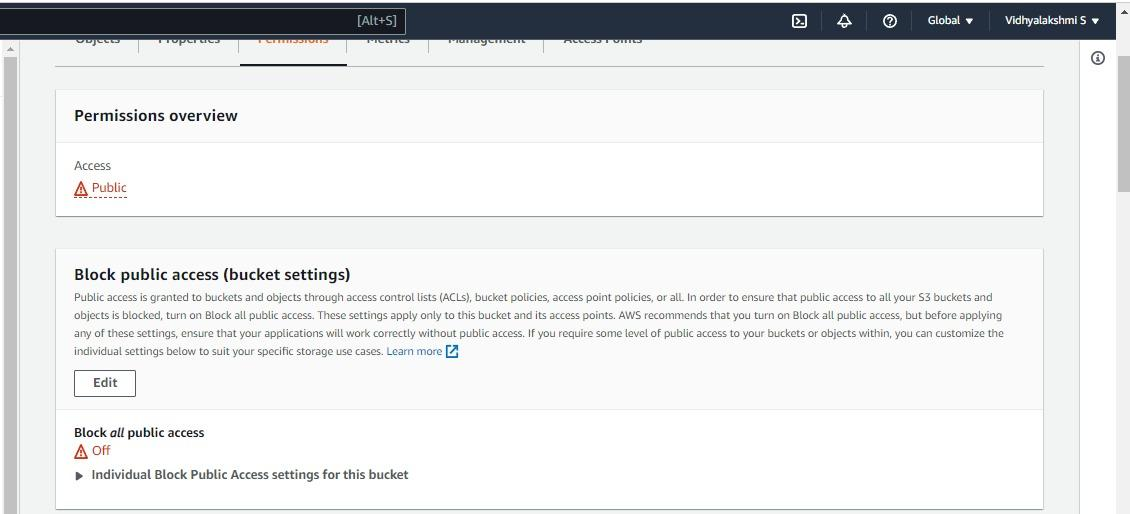 [Alt+S]
Global
Vidhyalakshmi S
Objects
Properties
Permissions
Metrics
Management
Access Points
Permissions overview
Access
Public
Block public access (bucket settings)
Public access is granted to buckets and objects through access control lists (ACLs), bucket policies, access point policies, or all. In order to ensure that public access to all your S3 buckets and
objects is blocked, turn on Block all public access. These settings apply only to this bucket and its access points. AWS recommends that you turn on Block all public access, but before applying
any of these settings, ensure that your applications will work correctly without public access. If you require some level of public access to your buckets or objects within, you can customize the
individual settings below to suit your specific storage use cases. Learn more
Edit
Block all public access
Off
Individual Block Public Access settings for this bucket